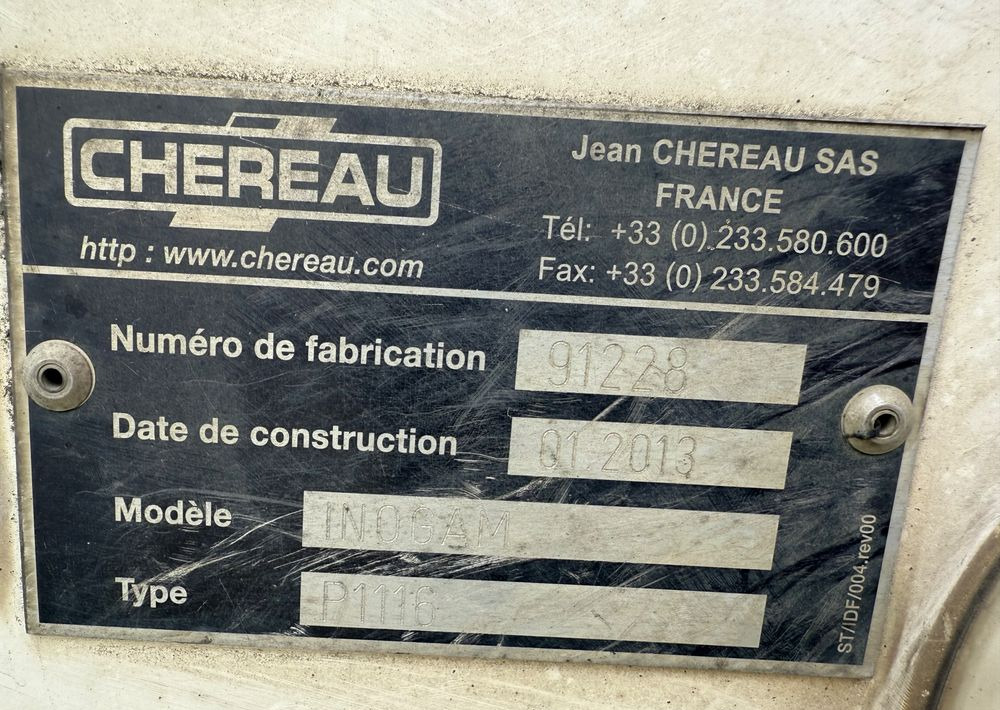 CHEREAU
http : www.chereau.com
Jean CHEREAU SAS
FRANCE
Tél: +33 (0) 233.580.600
Fax: +33 (0) 233.584.479
Numéro de fabrication 91228
Date de construction 01.2013
Modèle INOGAM
Type P1116
ST/IDF/004.rev00